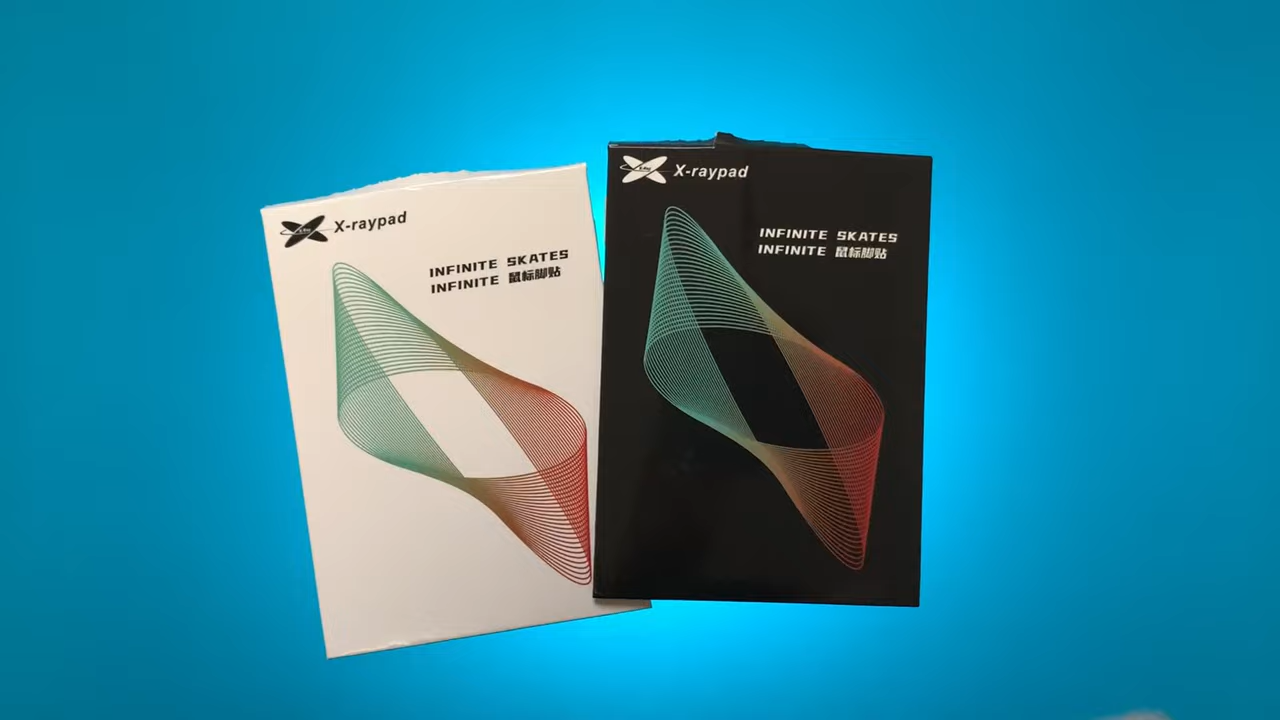 X-raypad
INFINITE SKATES
INFINITE 鼠标脚贴
X-raypad
INFINITE SKATES
INFINITE 鼠标脚贴